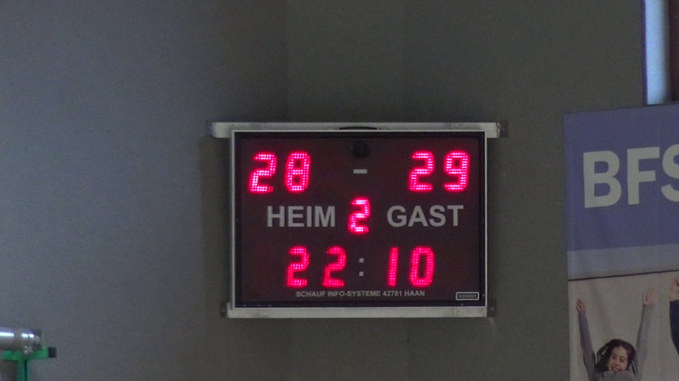 28 - 29
HEIM 2 GAST
22:10
SCHAUF INFO-SYSTEME 42781 HAAN
BFS